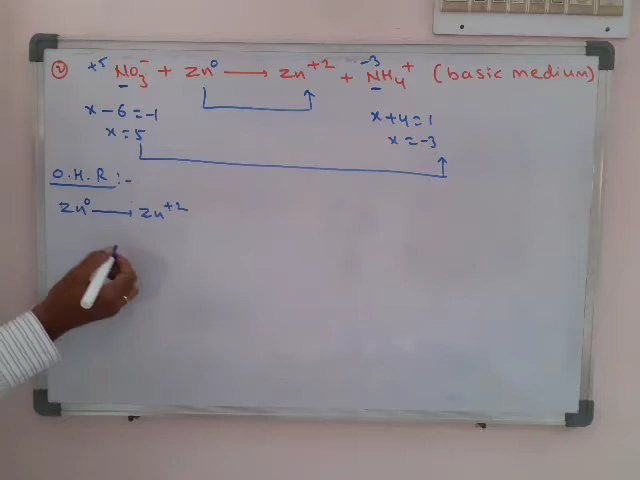 ② +5 NO₃⁻ + Zn⁰ → Zn⁺² + -3 NH₄⁺ (basic medium)
x - 6 = -1 x + 4 = 1
x = 5 x = -3
O.H.R :-
Zn⁰ → Zn⁺²